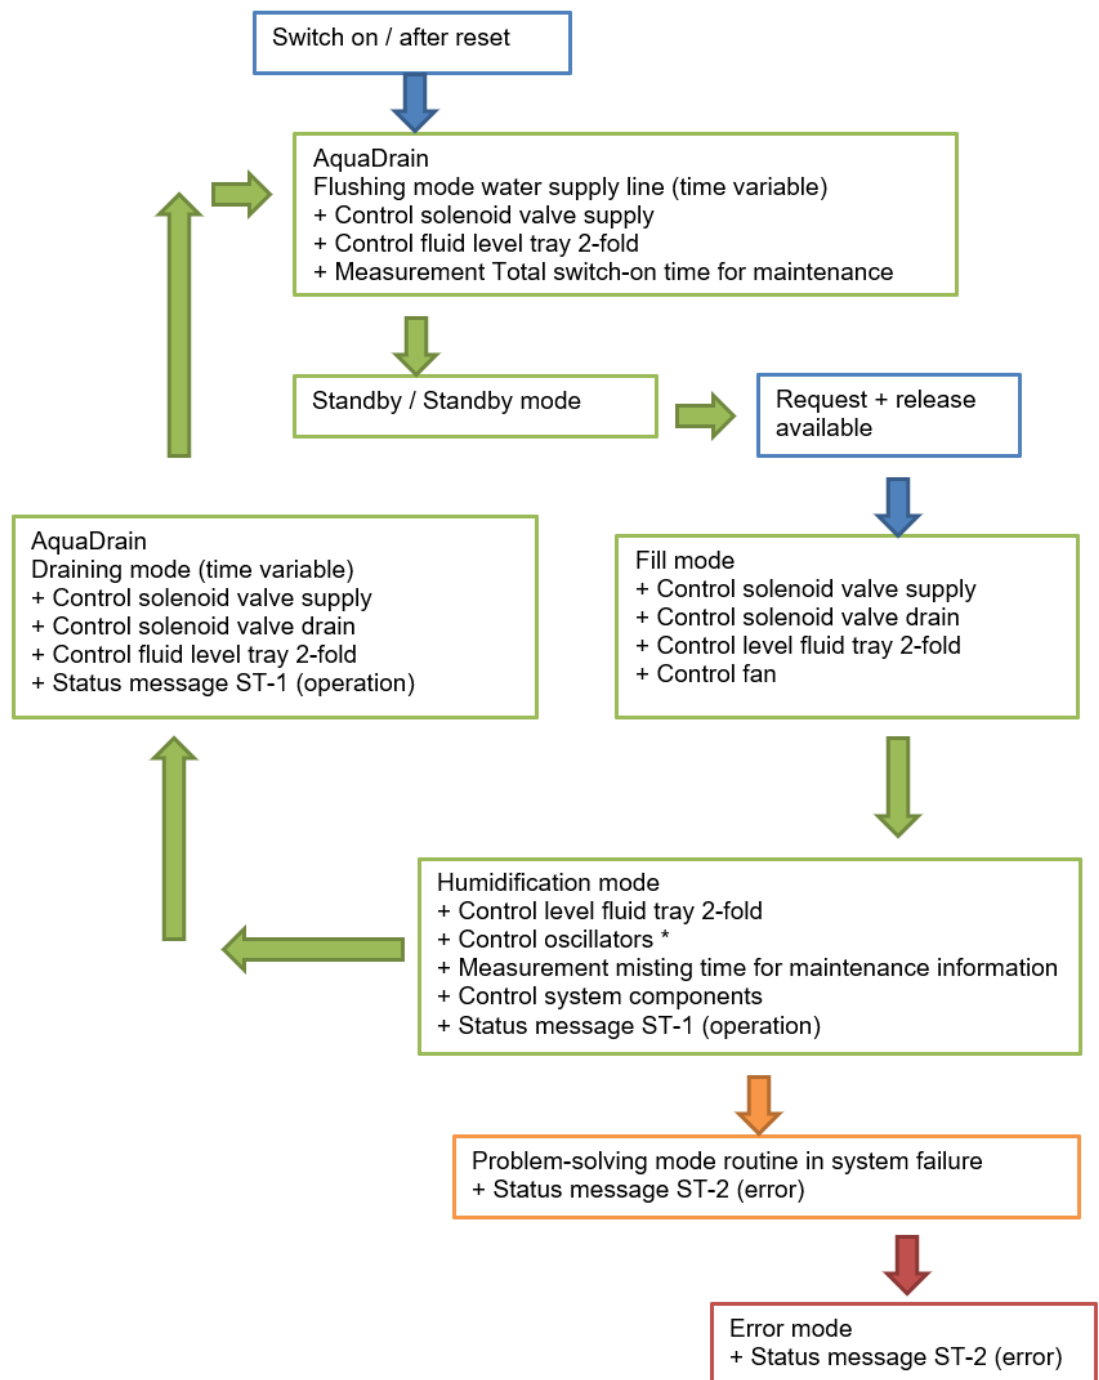 Switch on / after reset
AquaDrain
Flushing mode water supply line (time variable)
+ Control solenoid valve supply
+ Control fluid level tray 2-fold
+ Measurement Total switch-on time for maintenance
Standby / Standby mode
Request + release
available
AquaDrain
Draining mode (time variable)
+ Control solenoid valve supply
+ Control solenoid valve drain
+ Control fluid level tray 2-fold
+ Status message ST-1 (operation)
Fill mode
+ Control solenoid valve supply
+ Control solenoid valve drain
+ Control level fluid tray 2-fold
+ Control fan
Humidification mode
+ Control level fluid tray 2-fold
+ Control oscillators *
+ Measurement misting time for maintenance information
+ Control system components
+ Status message ST-1 (operation)
Problem-solving mode routine in system failure
+ Status message ST-2 (error)
Error mode
+ Status message ST-2 (error)